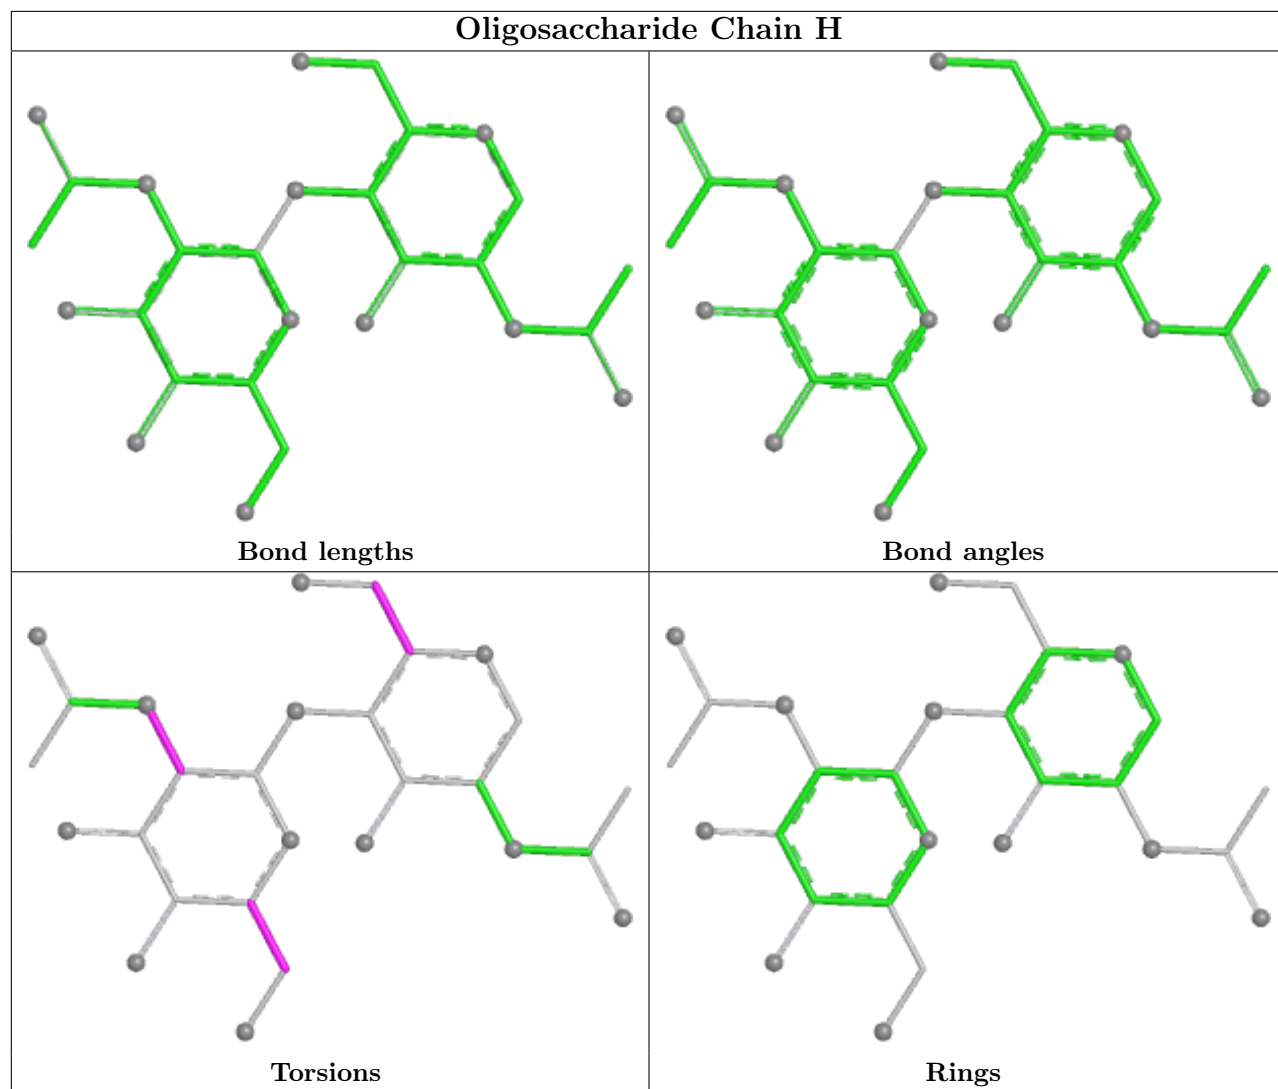 Oligosaccharide Chain H
Bond lengths
Bond angles
Torsions
Rings